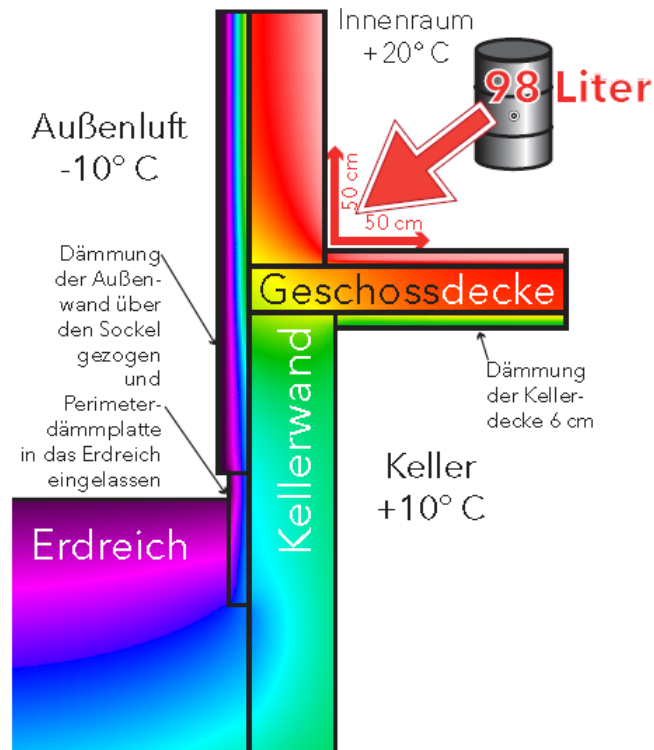 Innenraum
+20° C
98 Liter
Außenluft
-10° C
50 cm
50 cm
Dämmung
der Außen-
wand über
den Sockel
gezogen
und
Perimeter-
dämmplatte
in das Erdreich
eingelassen
Geschossdecke
Kellerwand
Dämmung
der Keller-
decke 6 cm
Keller
+10° C
Erdreich